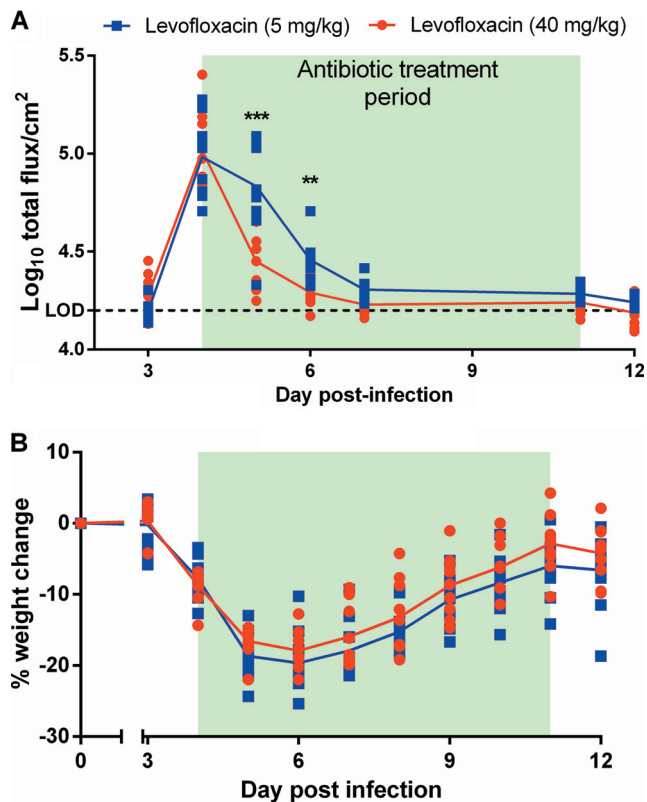 A
Levofloxacin (5 mg/kg) Levofloxacin (40 mg/kg)
5.5
Antibiotic treatment
period
***
**
5.0
4.5
LOD
4.0
Log10 total flux/cm2
3 6 9 12
Day post-infection
B
10
0
-10
-20
-30
% weight change
0 3 6 9 12
Day post infection